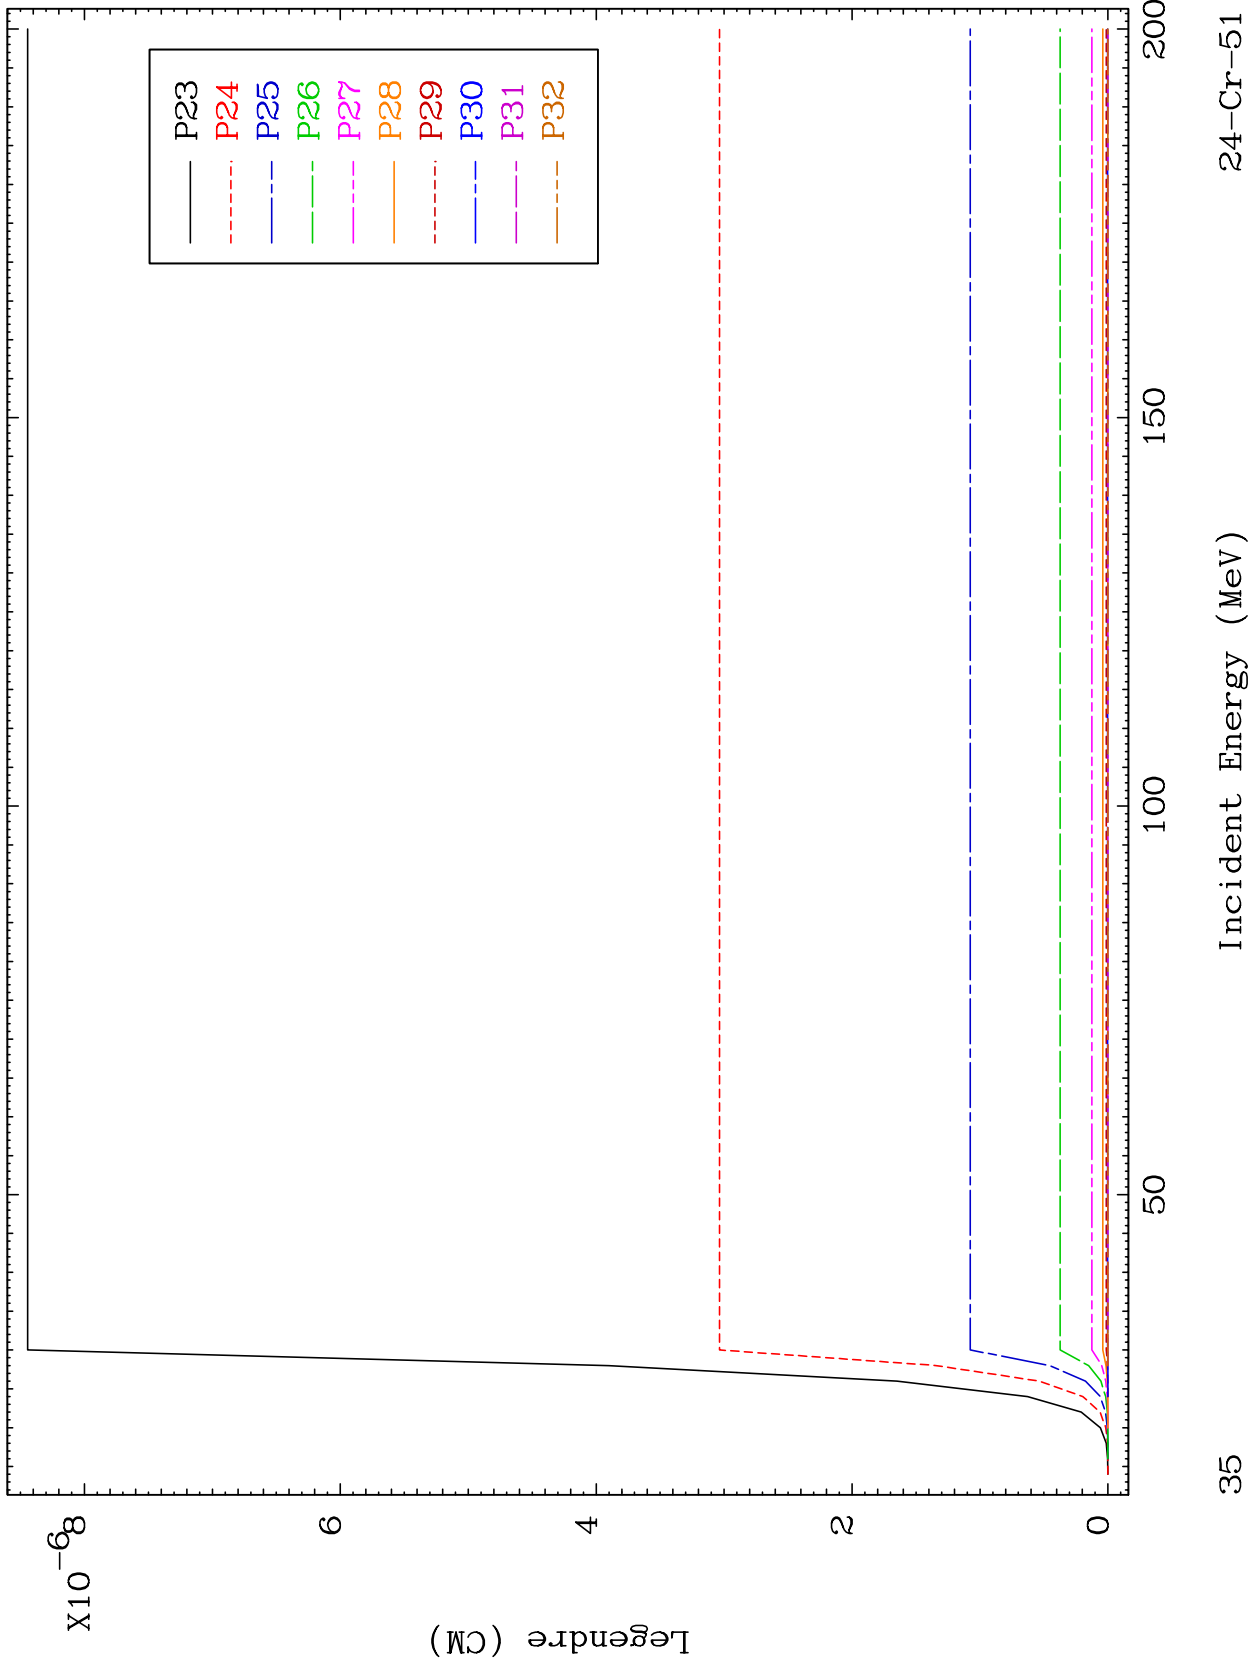 X10⁻⁶
8
6
4
2
0
Legendre (CM)
P23
P24
P25
P26
P27
P28
P29
P30
P31
P32
50
100
150
200
Incident Energy (MeV)
35
24-Cr-51